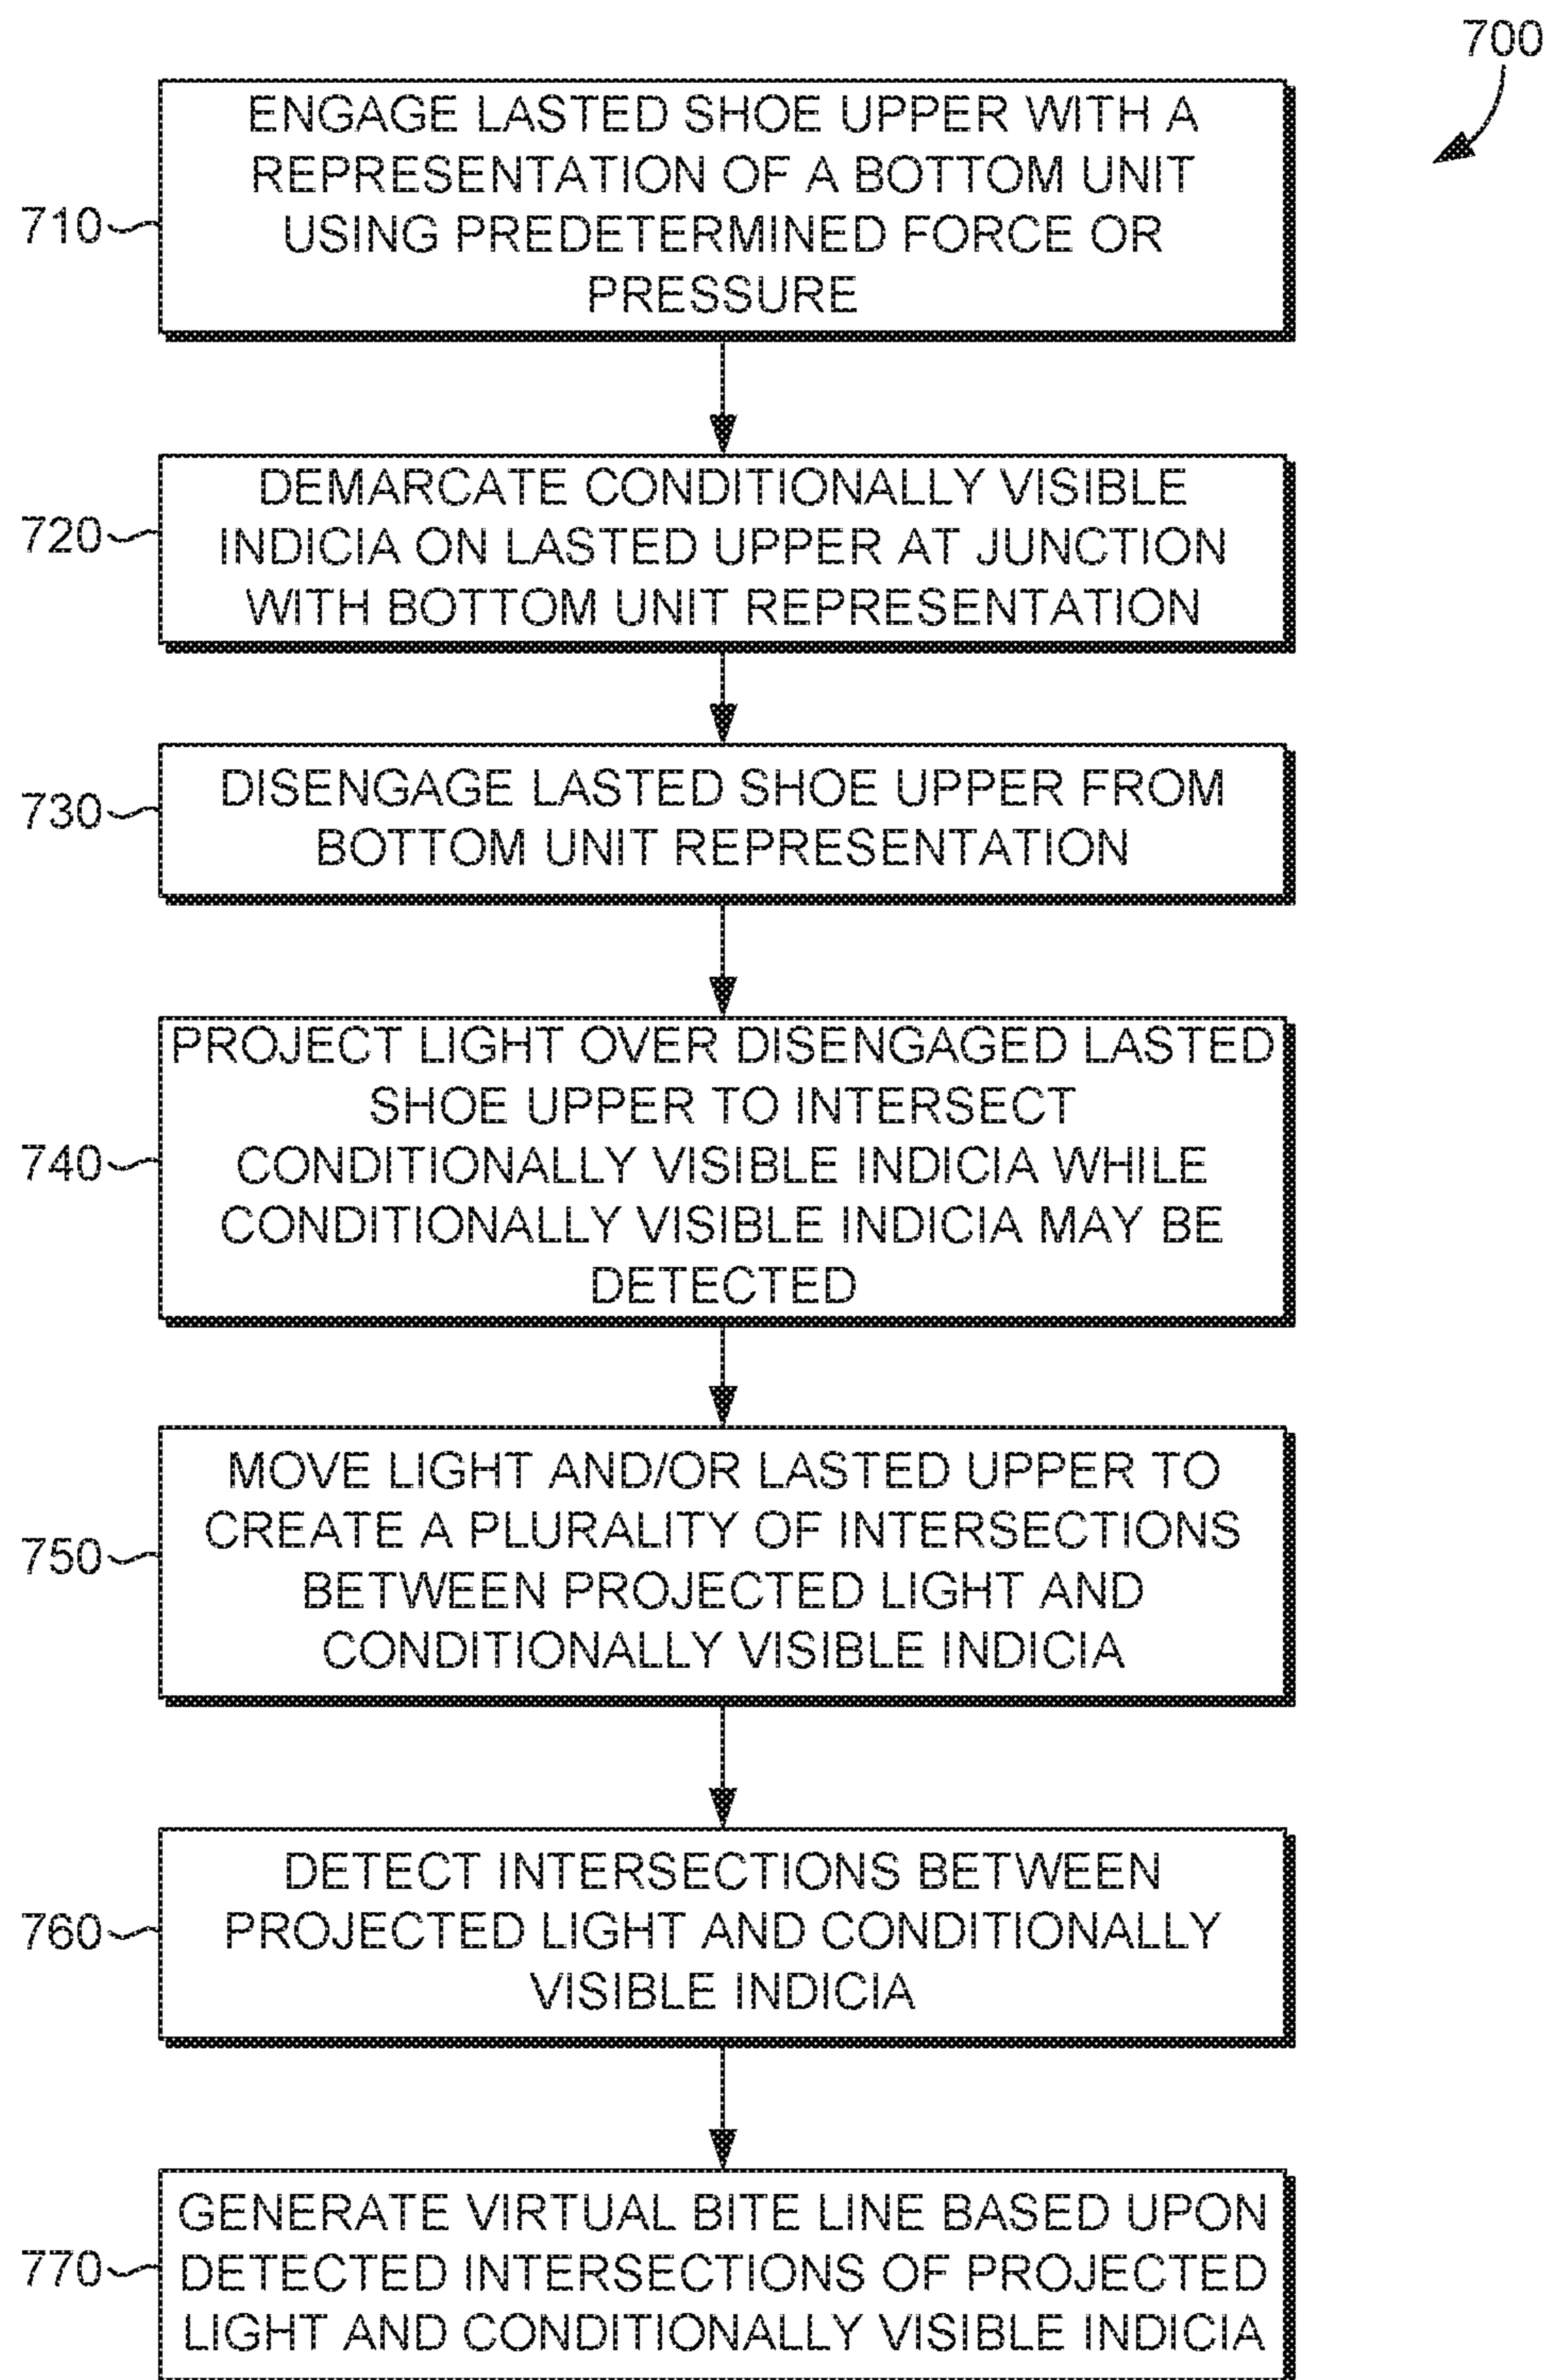 700
ENGAGE LASTED SHOE UPPER WITH A
REPRESENTATION OF A BOTTOM UNIT
USING PREDETERMINED FORCE OR
PRESSURE
710
DEMARCATE CONDITIONALLY VISIBLE
INDICIA ON LASTED UPPER AT JUNCTION
WITH BOTTOM UNIT REPRESENTATION
720
DISENGAGE LASTED SHOE UPPER FROM
BOTTOM UNIT REPRESENTATION
730
PROJECT LIGHT OVER DISENGAGED LASTED
SHOE UPPER TO INTERSECT
CONDITIONALLY VISIBLE INDICIA WHILE
CONDITIONALLY VISIBLE INDICIA MAY BE
DETECTED
740
MOVE LIGHT AND/OR LASTED UPPER TO
CREATE A PLURALITY OF INTERSECTIONS
BETWEEN PROJECTED LIGHT AND
CONDITIONALLY VISIBLE INDICIA
750
DETECT INTERSECTIONS BETWEEN
PROJECTED LIGHT AND CONDITIONALLY
VISIBLE INDICIA
760
GENERATE VIRTUAL BITE LINE BASED UPON
DETECTED INTERSECTIONS OF PROJECTED
LIGHT AND CONDITIONALLY VISIBLE INDICIA
770